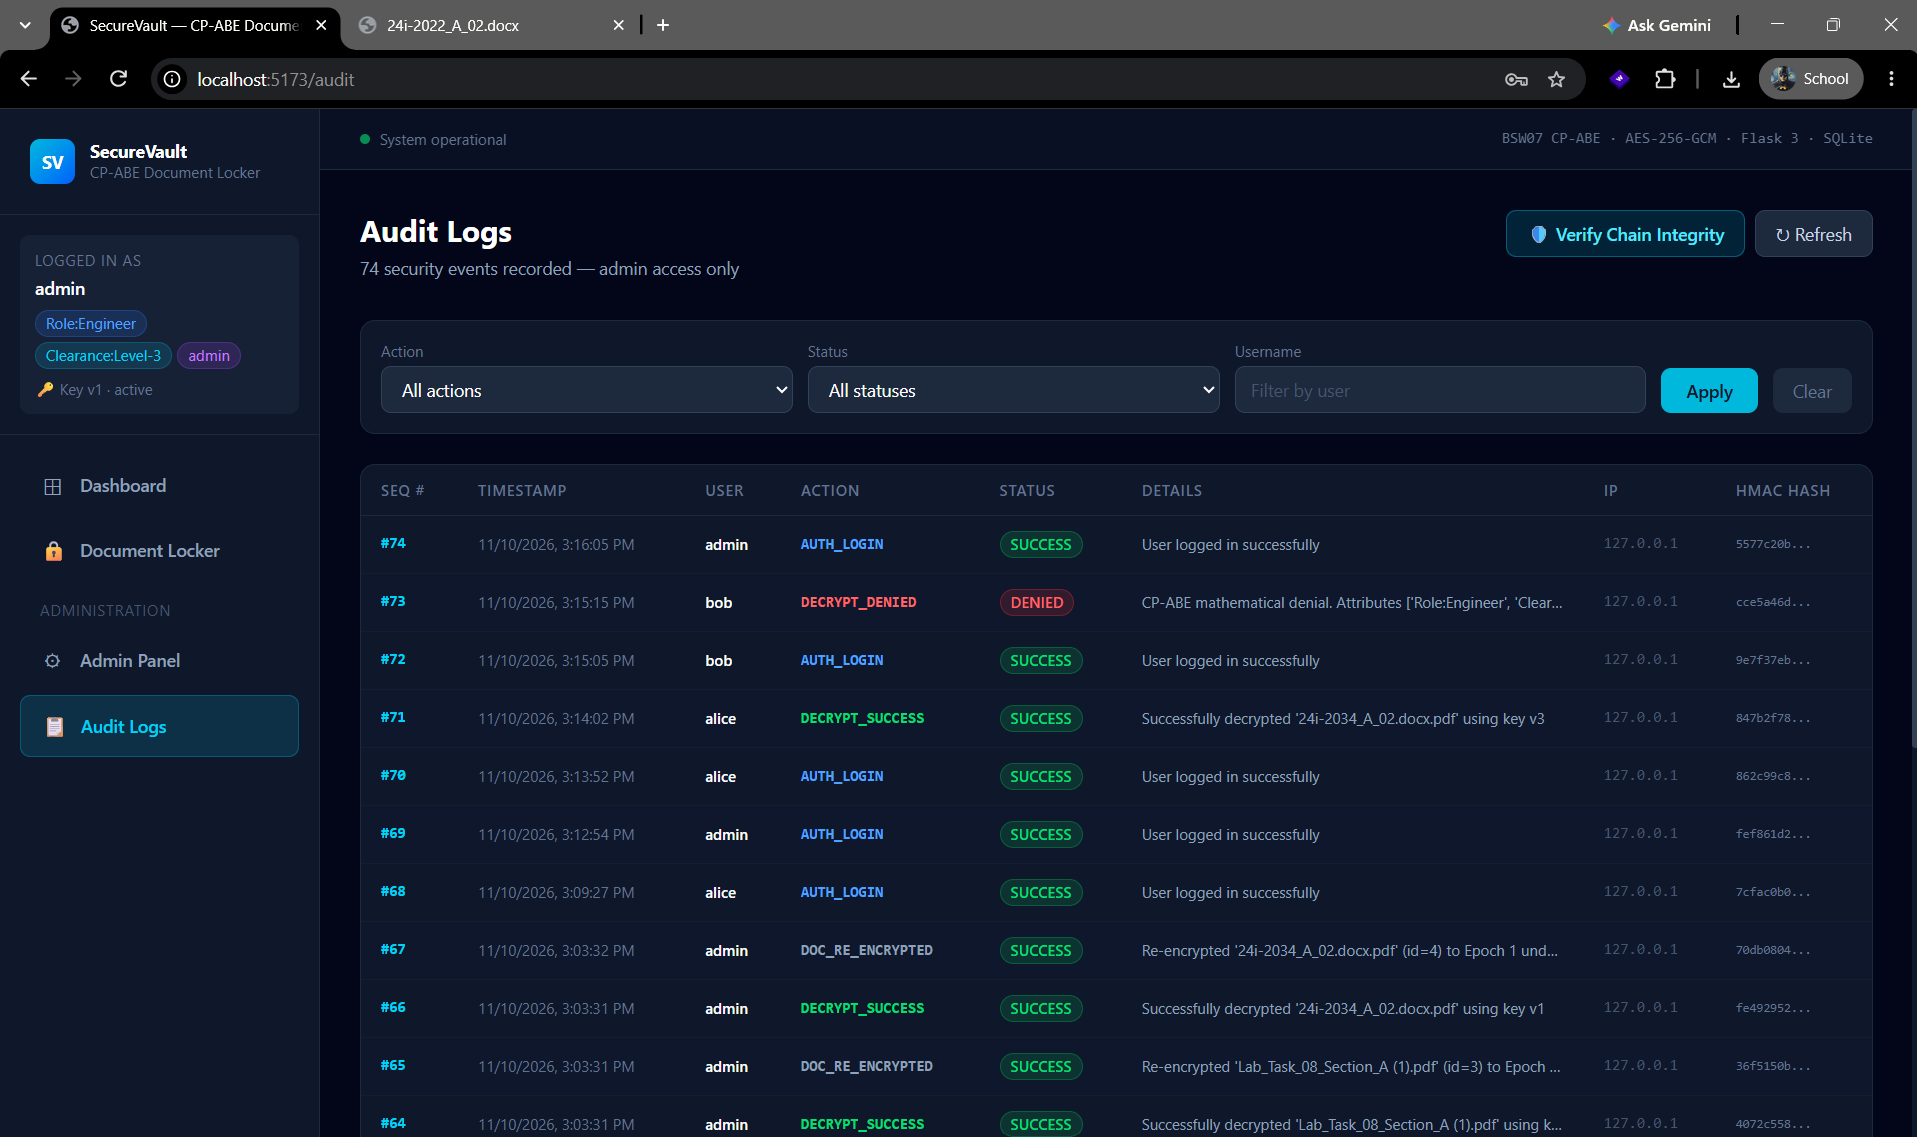 SecureVault — CP-ABE Docume
24i-2022_A_02.docx
Ask Gemini
localhost:5173/audit
School
SV
SecureVault
CP-ABE Document Locker
System operational
BSW07 CP-ABE · AES-256-GCM · Flask 3 · SQLite
LOGGED IN AS
admin
Role:Engineer
Clearance:Level-3 admin
Key v1 · active
Dashboard
Document Locker
ADMINISTRATION
Admin Panel
Audit Logs
Audit Logs
74 security events recorded — admin access only
Verify Chain Integrity
↻ Refresh
Action Status Username
All actions All statuses Filter by user Apply Clear
SEQ # TIMESTAMP USER ACTION STATUS DETAILS IP HMAC HASH
#74 11/10/2026, 3:16:05 PM admin AUTH_LOGIN SUCCESS User logged in successfully 127.0.0.1 5577c20b...
#73 11/10/2026, 3:15:15 PM bob DECRYPT_DENIED DENIED CP-ABE mathematical denial. Attributes ['Role:Engineer', 'Clear... 127.0.0.1 cce5a46d...
#72 11/10/2026, 3:15:05 PM bob AUTH_LOGIN SUCCESS User logged in successfully 127.0.0.1 9e7f37eb...
#71 11/10/2026, 3:14:02 PM alice DECRYPT_SUCCESS SUCCESS Successfully decrypted '24i-2034_A_02.docx.pdf' using key v3 127.0.0.1 847b2f78...
#70 11/10/2026, 3:13:52 PM alice AUTH_LOGIN SUCCESS User logged in successfully 127.0.0.1 862c99c8...
#69 11/10/2026, 3:12:54 PM admin AUTH_LOGIN SUCCESS User logged in successfully 127.0.0.1 fef861d2...
#68 11/10/2026, 3:09:27 PM alice AUTH_LOGIN SUCCESS User logged in successfully 127.0.0.1 7cfac0b0...
#67 11/10/2026, 3:03:32 PM admin DOC_RE_ENCRYPTED SUCCESS Re-encrypted '24i-2034_A_02.docx.pdf' (id=4) to Epoch 1 und... 127.0.0.1 70db0804...
#66 11/10/2026, 3:03:31 PM admin DECRYPT_SUCCESS SUCCESS Successfully decrypted '24i-2034_A_02.docx.pdf' using key v1 127.0.0.1 fe492952...
#65 11/10/2026, 3:03:31 PM admin DOC_RE_ENCRYPTED SUCCESS Re-encrypted 'Lab_Task_08_Section_A (1).pdf' (id=3) to Epoch ... 127.0.0.1 36f5150b...
#64 11/10/2026, 3:03:31 PM admin DECRYPT_SUCCESS SUCCESS Successfully decrypted 'Lab_Task_08_Section_A (1).pdf' using k... 127.0.0.1 4072c558...